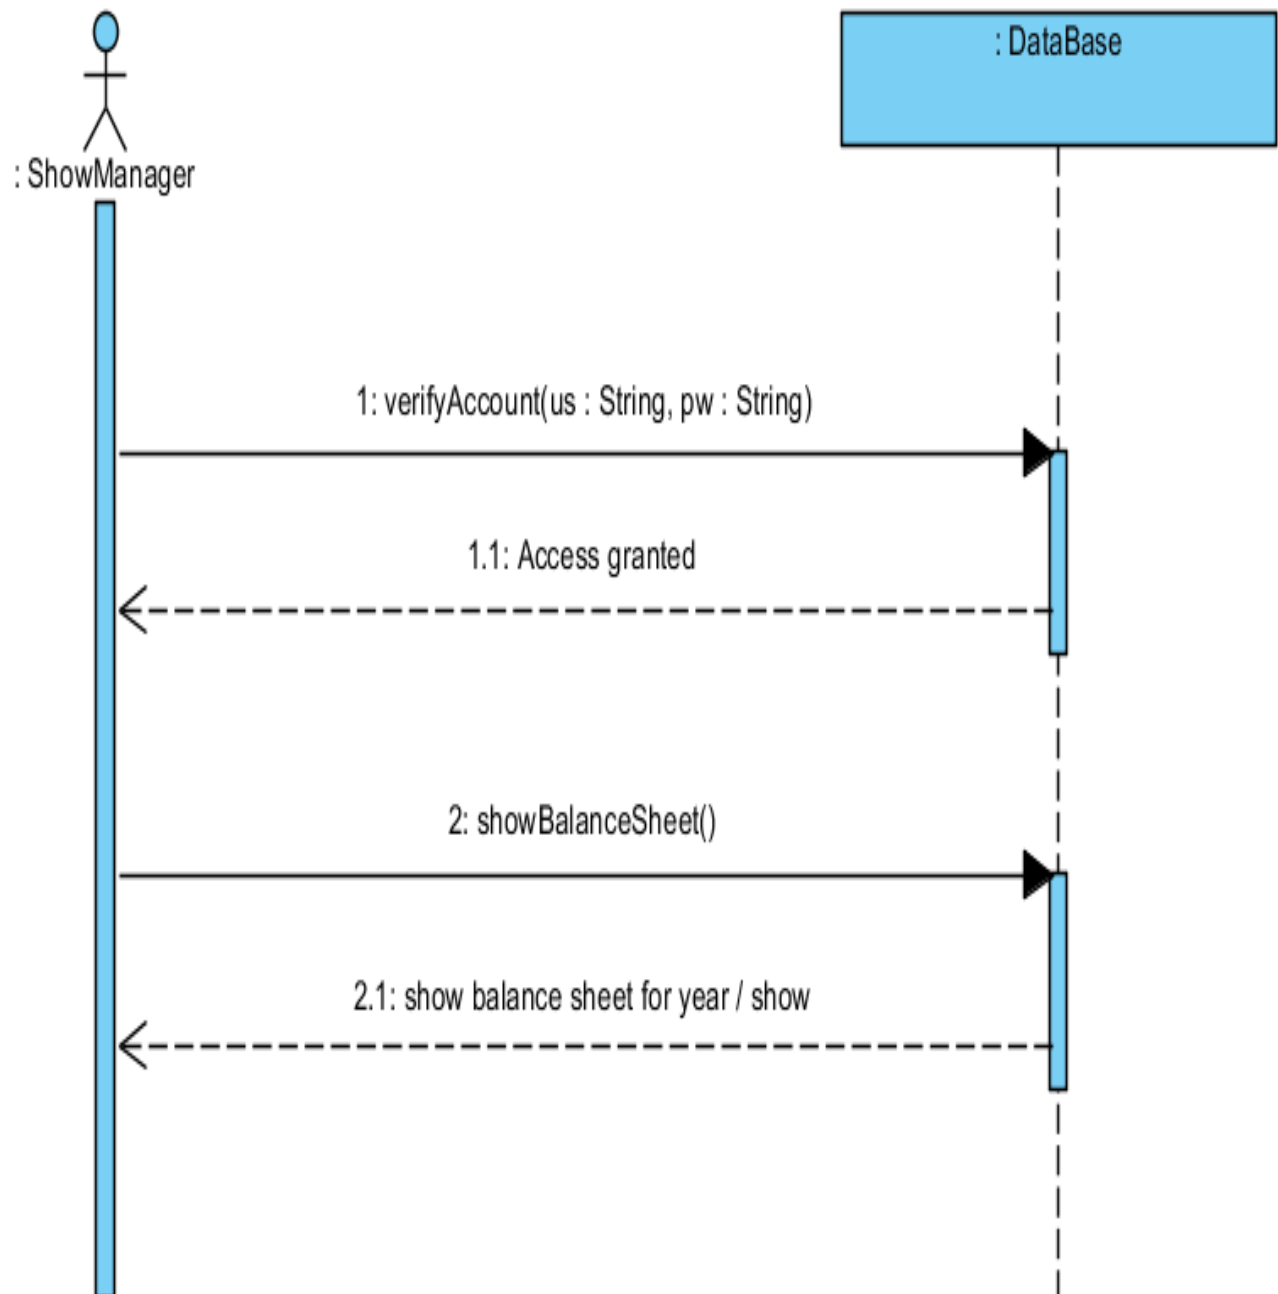 : DataBase
: ShowManager
1: verifyAccount(us : String, pw : String)
1.1: Access granted
2: showBalanceSheet()
2.1: show balance sheet for year / show